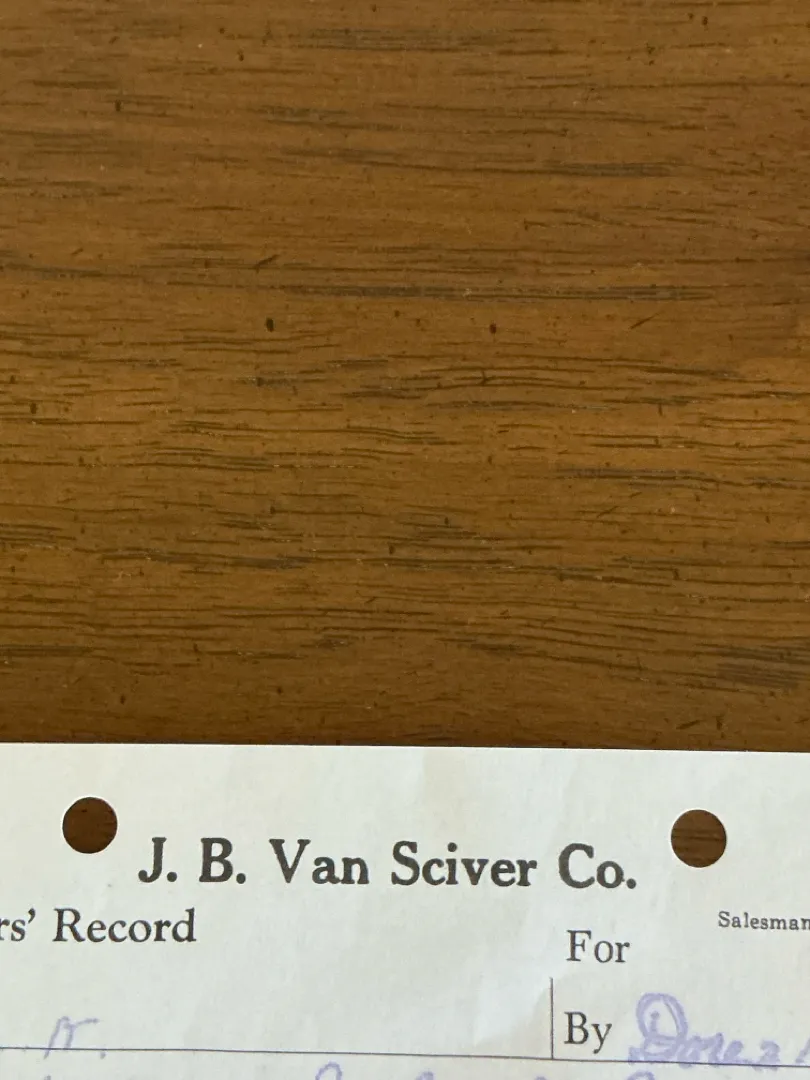 J. B. Van Sciver Co.
rs' Record
Salesman
For
By